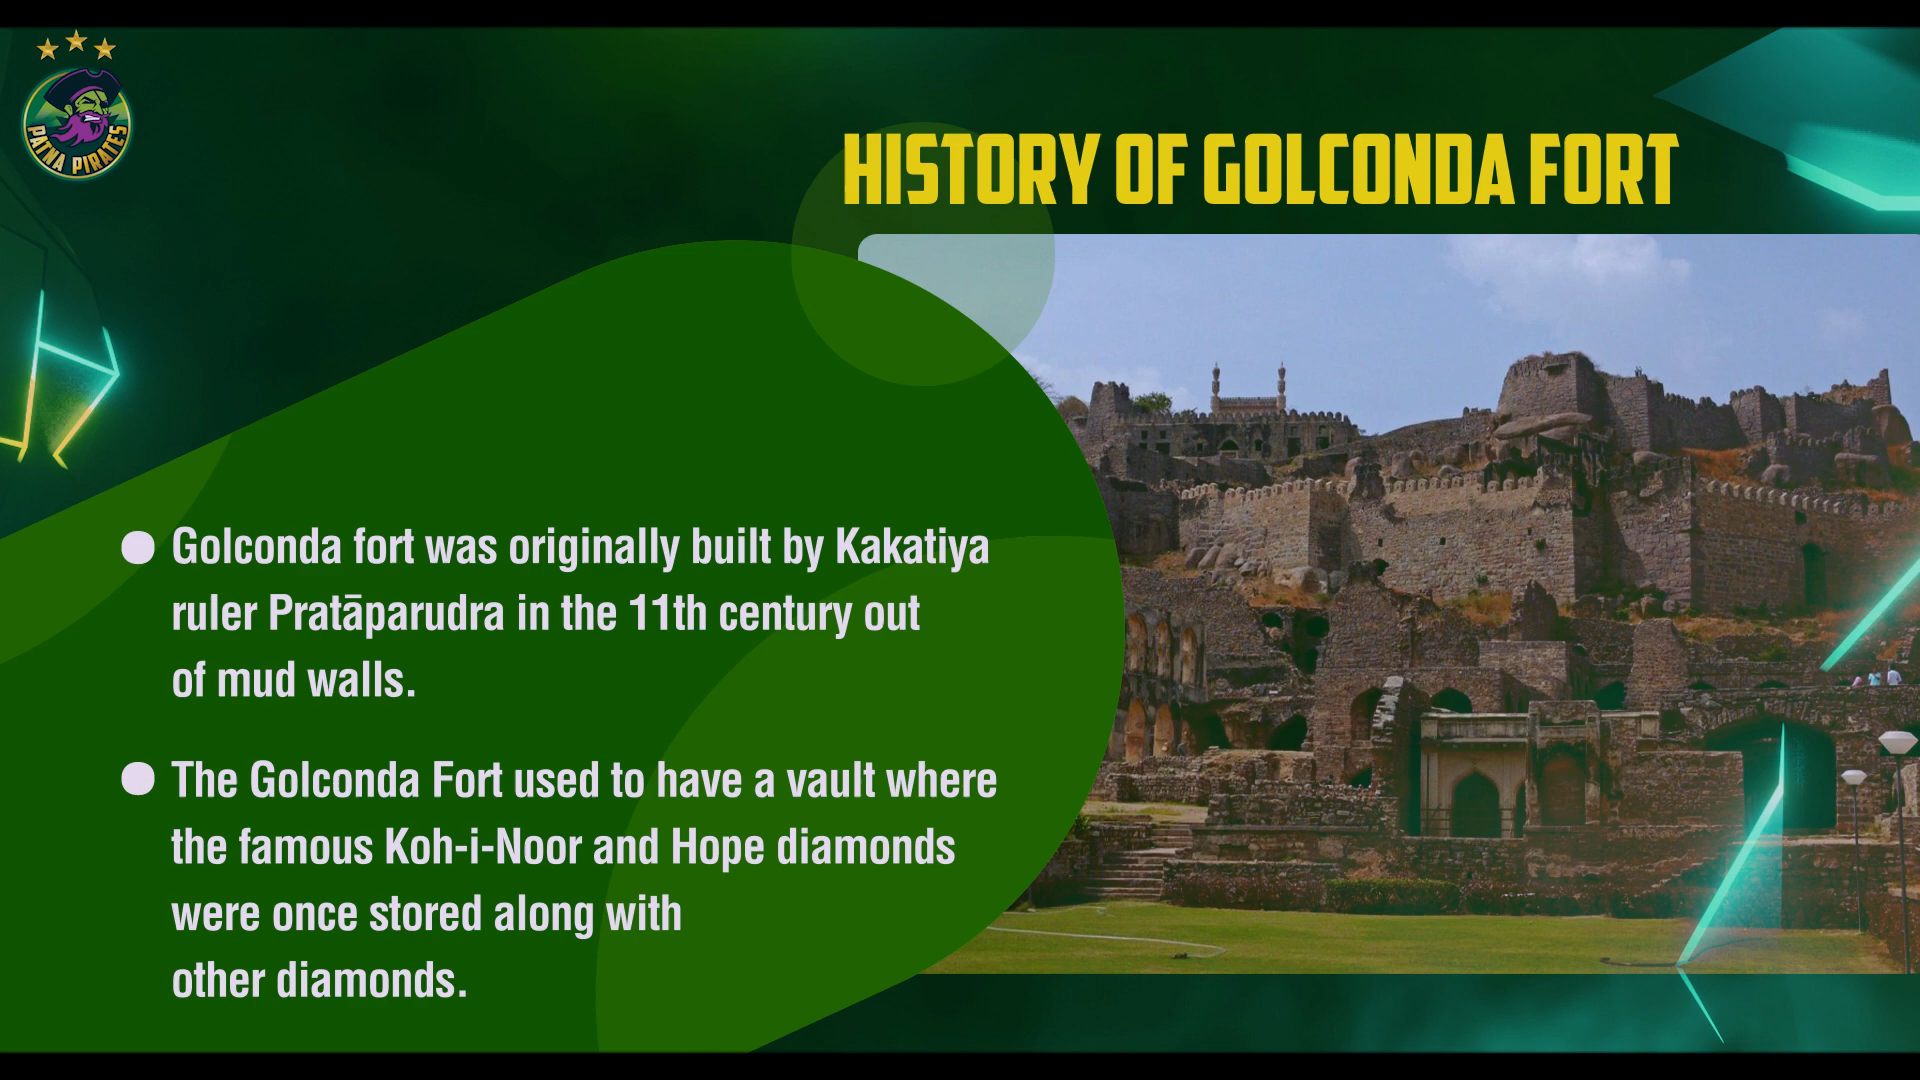 PATNA PIRATES
HISTORY OF GOLCONDA FORT
Golconda fort was originally built by Kakatiya
ruler Pratāparudra in the 11th century out
of mud walls.
The Golconda Fort used to have a vault where
the famous Koh-i-Noor and Hope diamonds
were once stored along with
other diamonds.